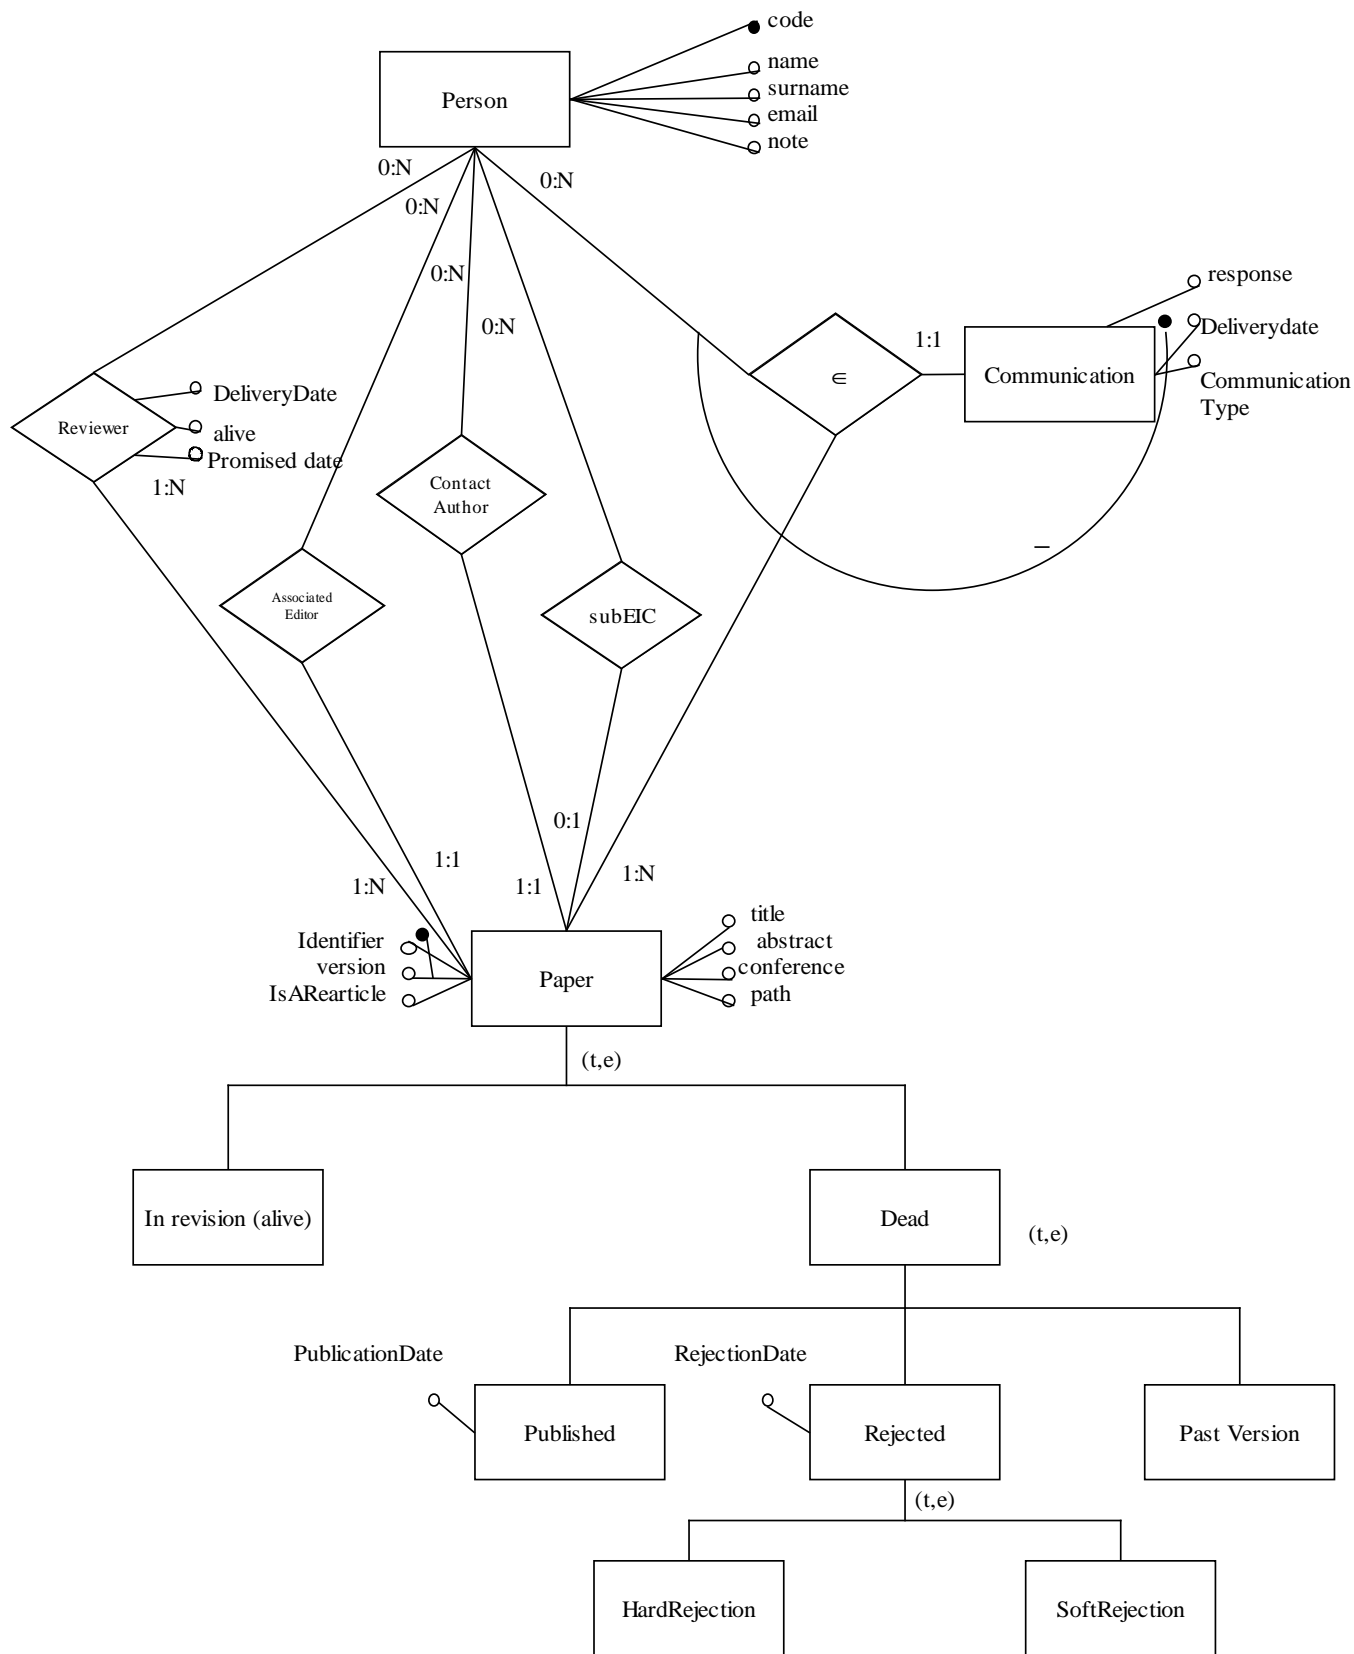 code
name
surname
email
note
Person
0:N
0:N
0:N
0:N
0:N
response
Deliverydate
Communication
Type
1:1
∈
Communication
DeliveryDate
alive
Promised date
Reviewer
1:N
Contact
Author
Associated
Editor
subEIC
–
0:1
1:1
1:N
1:1
1:N
title
abstract
conference
path
Identifier
version
IsARearticle
Paper
(t,e)
In revision (alive)
Dead
(t,e)
PublicationDate
RejectionDate
Published
Rejected
Past Version
(t,e)
HardRejection
SoftRejection